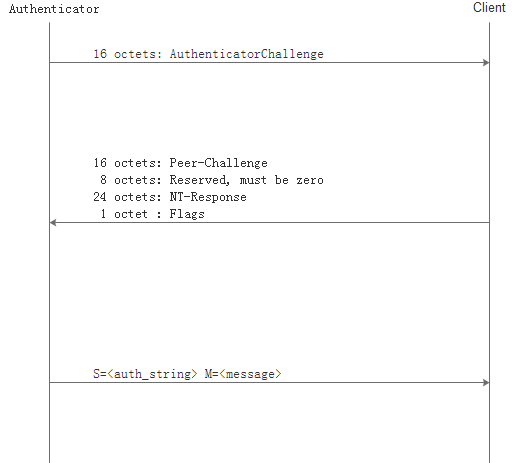 Authenticator
Client
16 octets: AuthenticatorChallenge
16 octets: Peer-Challenge
8 octets: Reserved, must be zero
24 octets: NT-Response
1 octet : Flags
S=<auth_string> M=<message>